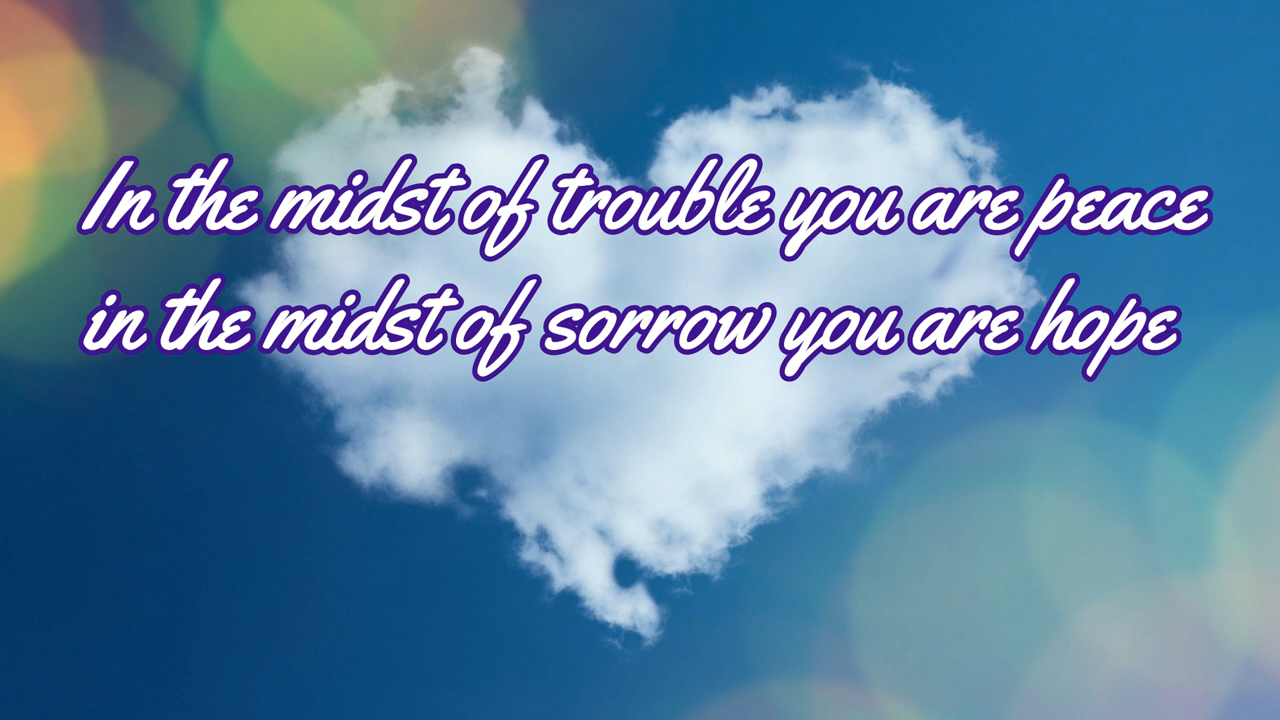 In the midst of trouble you are peace
in the midst of sorrow you are hope